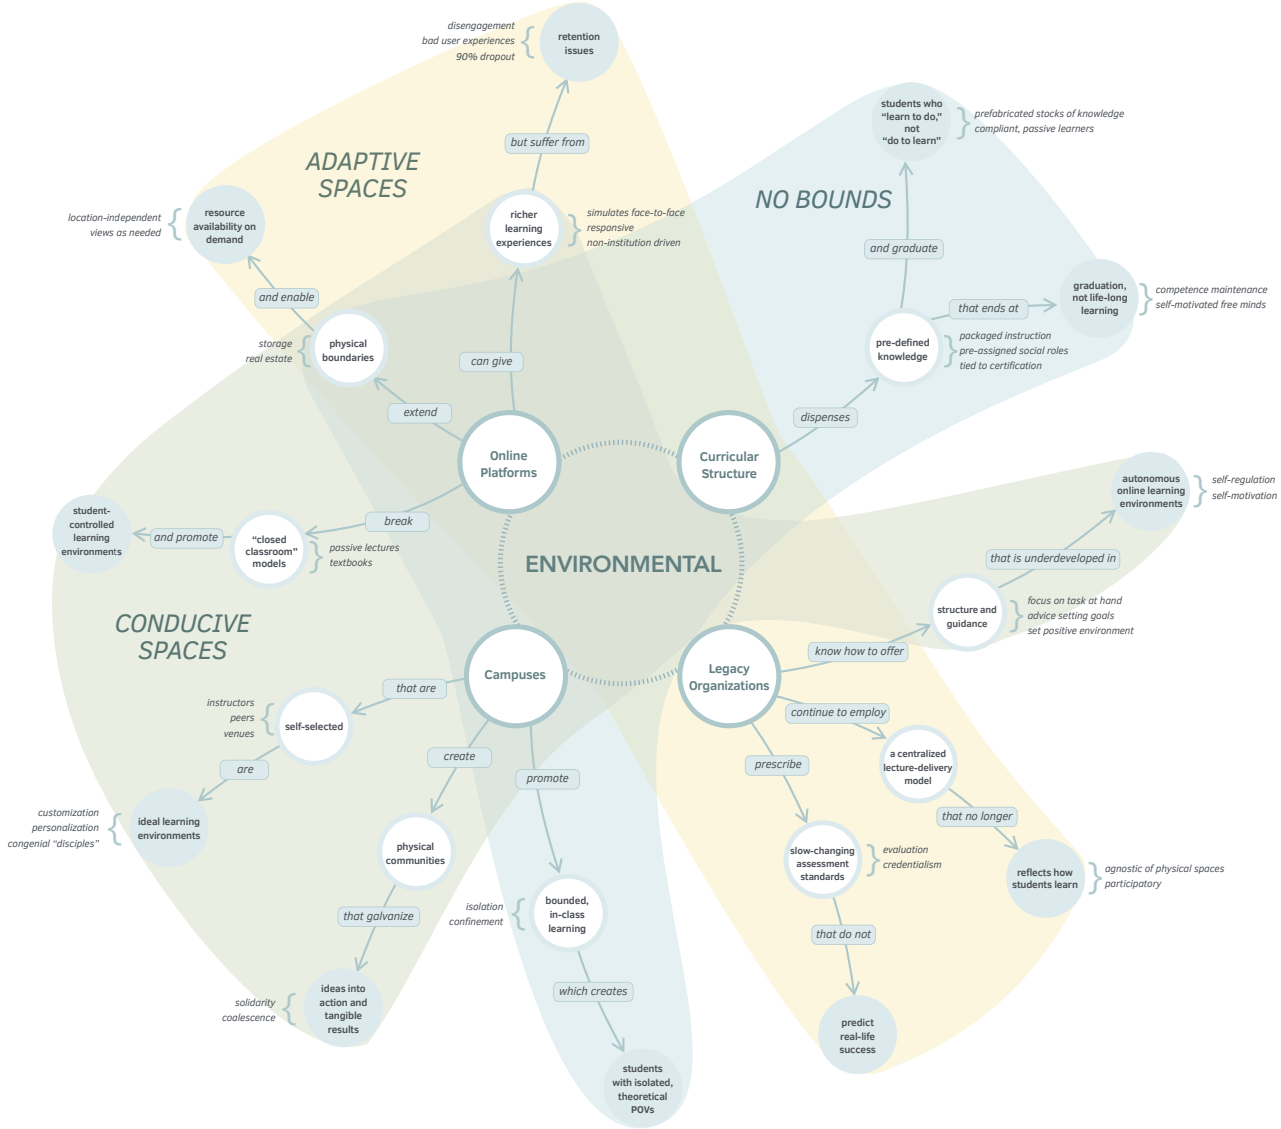 disengagement
bad user experiences
90% dropout
retention
issues
but suffer from
ADAPTIVE
SPACES
richer
learning
experiences
simulates face-to-face
responsive
non-institution driven
location-independent
views as needed
resource
availability on
demand
and enable
storage
real estate
physical
boundaries
can give
extend
students who
“learn to do,”
not
“do to learn”
prefabricated stocks of knowledge
compliant, passive learners
NO BOUNDS
and graduate
graduation,
not life-long
learning
competence maintenance
self-motivated free minds
that ends at
pre-defined
knowledge
packaged instruction
pre-assigned social roles
tied to certification
dispenses
Online
Platforms
Curricular
Structure
break
student-
controlled
learning
environments
and promote
“closed
classroom”
models
passive lectures
textbooks
ENVIRONMENTAL
autonomous
online learning
environments
self-regulation
self-motivation
that is underdeveloped in
structure and
guidance
focus on task at hand
advice setting goals
set positive environment
know how to offer
CONDUCIVE
SPACES
Campuses
Legacy
Organizations
that are
instructors
peers
venues
self-selected
are
customization
personalization
congenial “disciples”
ideal learning
environments
create
physical
communities
that galvanize
solidarity
coalescence
ideas into
action and
tangible
results
promote
isolation
confinement
bounded,
in-class
learning
which creates
students
with isolated,
theoretical
POVs
continue to employ
a centralized
lecture-delivery
model
that no longer
reflects how
students learn
agnostic of physical spaces
participatory
prescribe
slow-changing
assessment
standards
evaluation
credentialism
that do not
predict
real-life
success